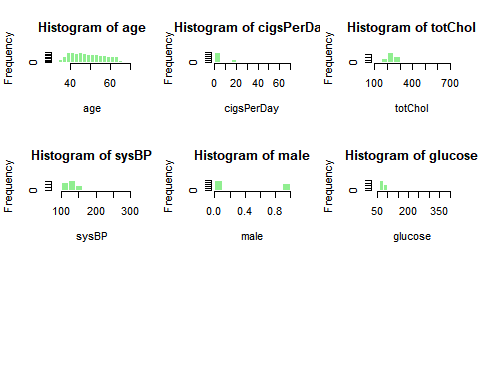 Histogram of age
Frequency
0
40 60
age
Histogram of cigsPerDa
Frequency
0
0 20 40 60
cigsPerDay
Histogram of totChol
Frequency
0
100 400 700
totChol
Histogram of sysBP
Frequency
0
100 200 300
sysBP
Histogram of male
Frequency
0
0.0 0.4 0.8
male
Histogram of glucose
Frequency
0
50 200 350
glucose